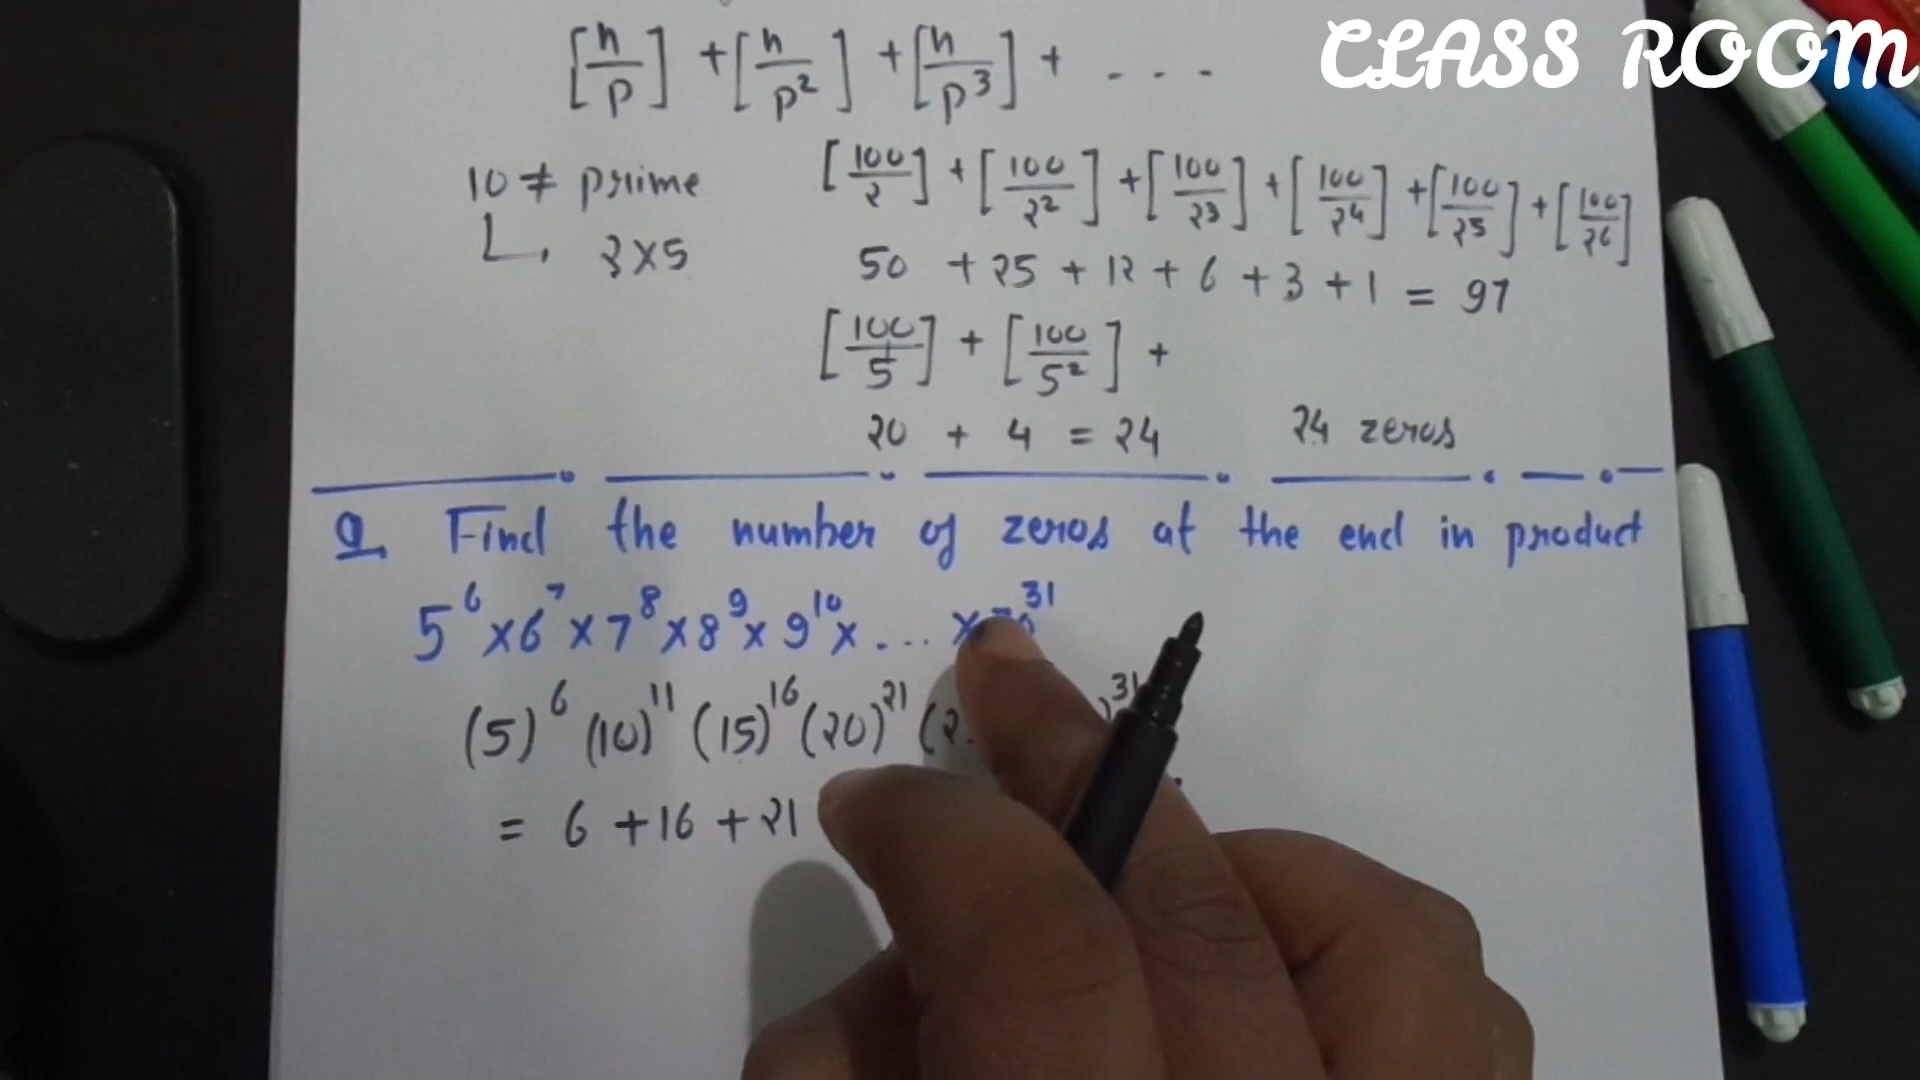 CLASS ROOM
[n/p] + [n/p²] + [n/p³] + - - -
10 ≠ prime
2×5
[100/2] + [100/2²] + [100/2³] + [100/2⁴] + [100/2⁵] + [100/2⁶]
50 + 25 + 12 + 6 + 3 + 1 = 97
[100/5] + [100/5²] +
20 + 4 = 24 24 zeros
Q. Find the number of zeros at the end in product
5⁶ × 6⁷ × 7⁸ × 8⁹ × 9¹⁰ × . ... × 31
(5)⁶ (10)¹¹ (15)¹⁶ (20)²¹ (2 )³¹
= 6 + 16 + 21